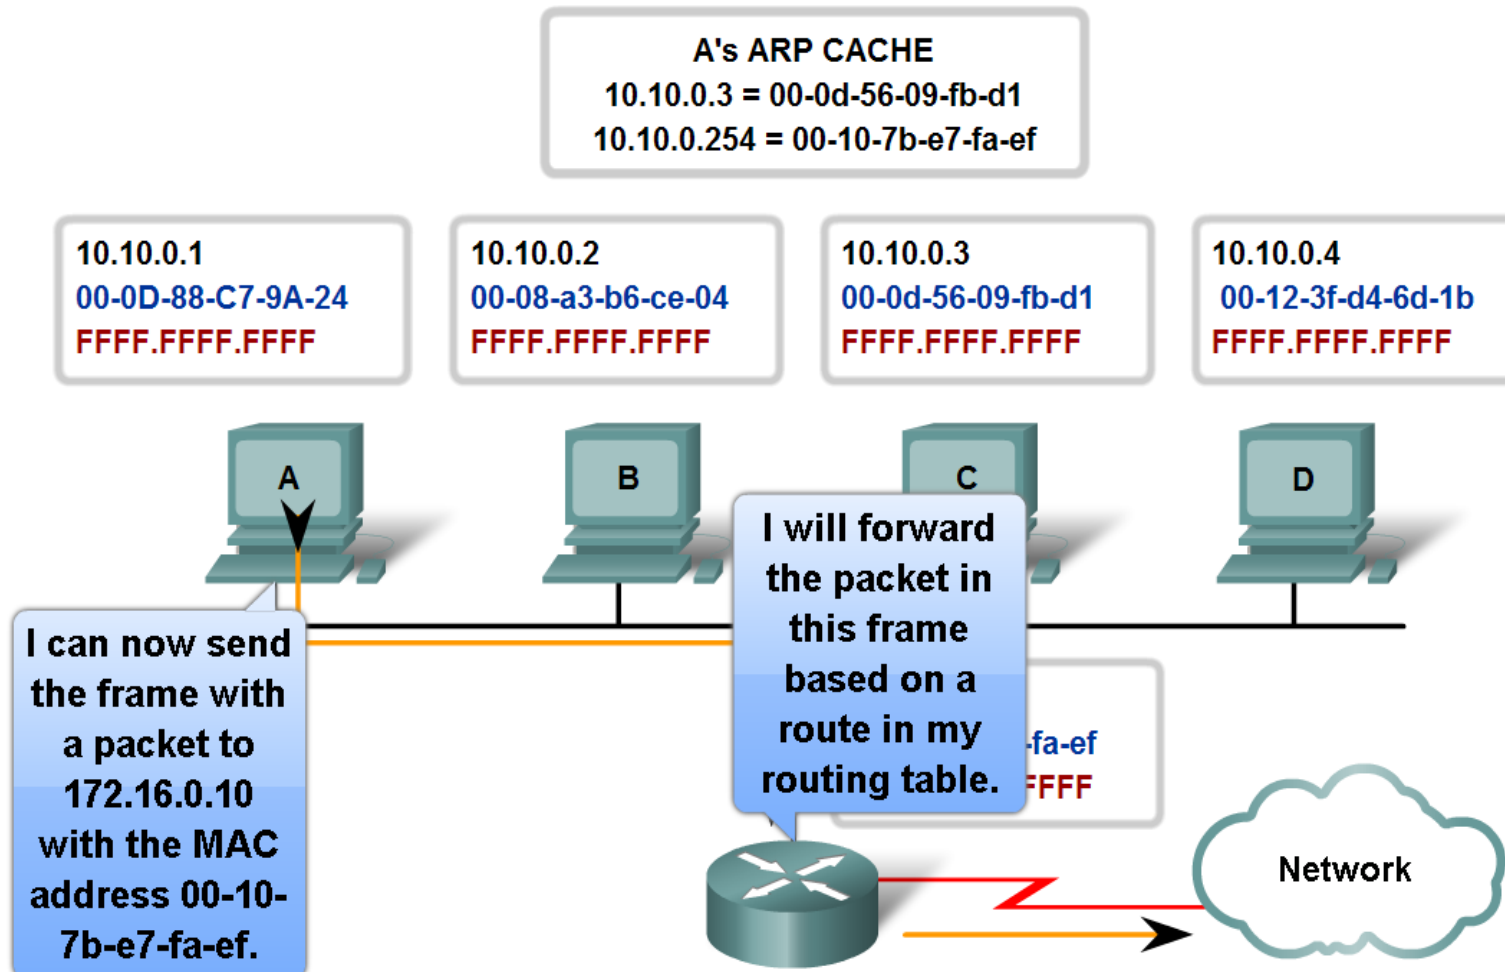 A's ARP CACHE
10.10.0.3 = 00-0d-56-09-fb-d1
10.10.0.254 = 00-10-7b-e7-fa-ef
10.10.0.1
00-0D-88-C7-9A-24
FFFF.FFFF.FFFF
10.10.0.2
00-08-a3-b6-ce-04
FFFF.FFFF.FFFF
10.10.0.3
00-0d-56-09-fb-d1
FFFF.FFFF.FFFF
10.10.0.4
00-12-3f-d4-6d-1b
FFFF.FFFF.FFFF
A
B
C
D
I can now send
the frame with
a packet to
172.16.0.10
with the MAC
address 00-10-
7b-e7-fa-ef.
I will forward
the packet in
this frame
based on a
route in my
routing table.
-fa-ef
FFFF
Network